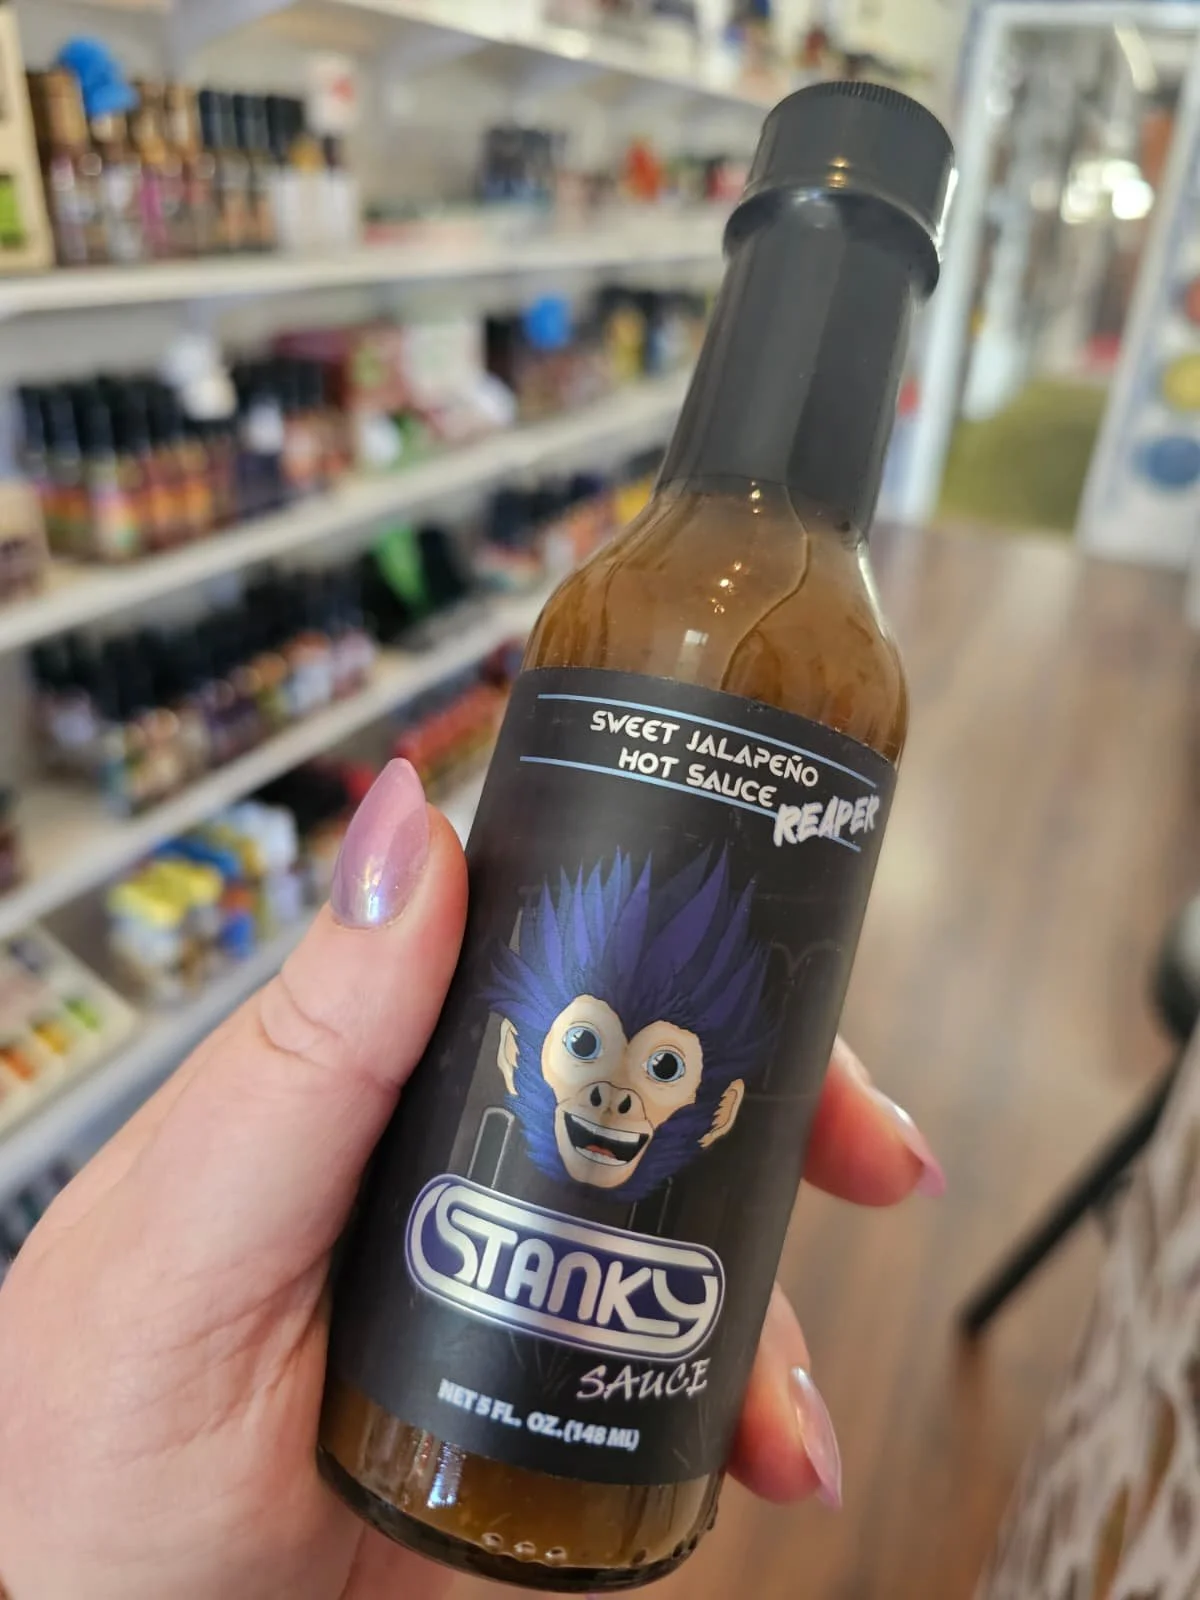 SWEET JALAPEÑO
HOT SAUCE
REAPER
STANKY
SAUCE
NET 5 FL. OZ. (148 ML)